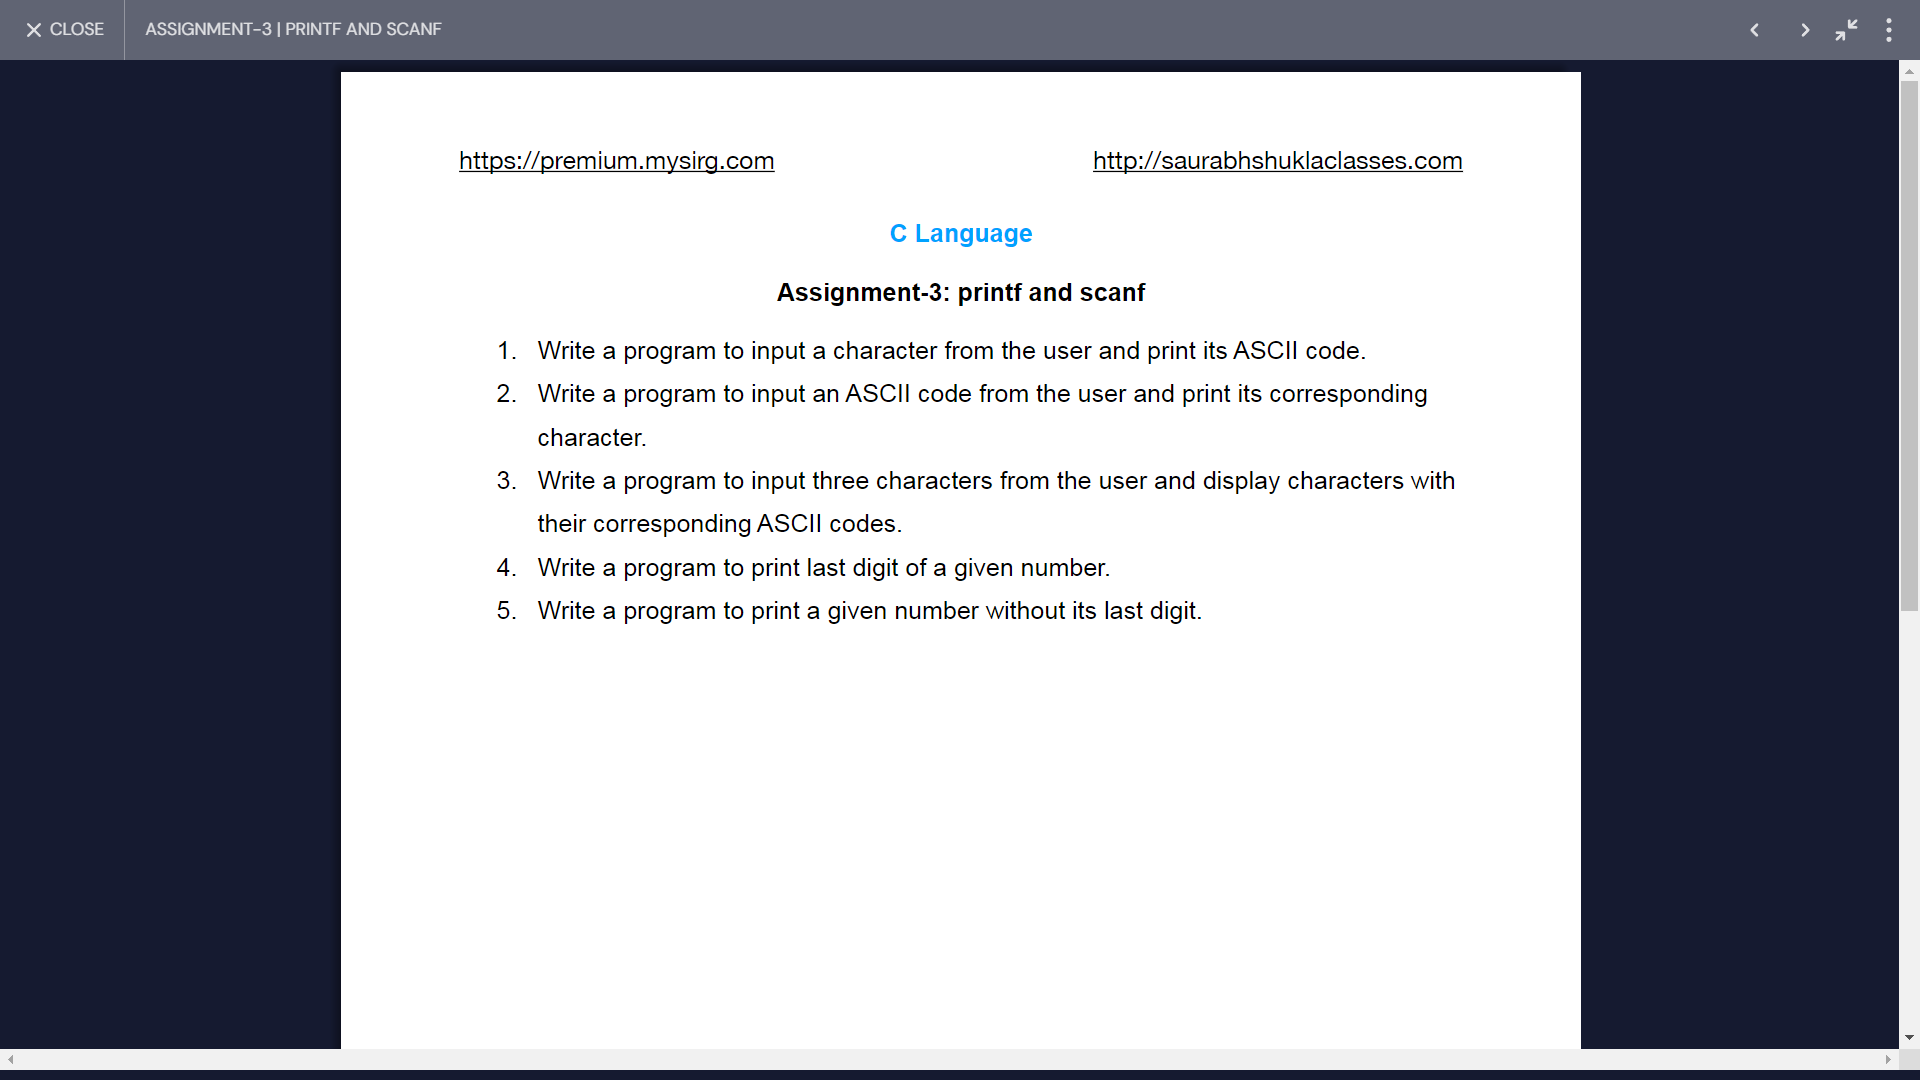 CLOSE ASSIGNMENT-3 | PRINTF AND SCANF
https://premium.mysirg.com http://saurabhshuklaclasses.com
C Language
Assignment-3: printf and scanf
1. Write a program to input a character from the user and print its ASCII code.
2. Write a program to input an ASCII code from the user and print its corresponding
character.
3. Write a program to input three characters from the user and display characters with
their corresponding ASCII codes.
4. Write a program to print last digit of a given number.
5. Write a program to print a given number without its last digit.